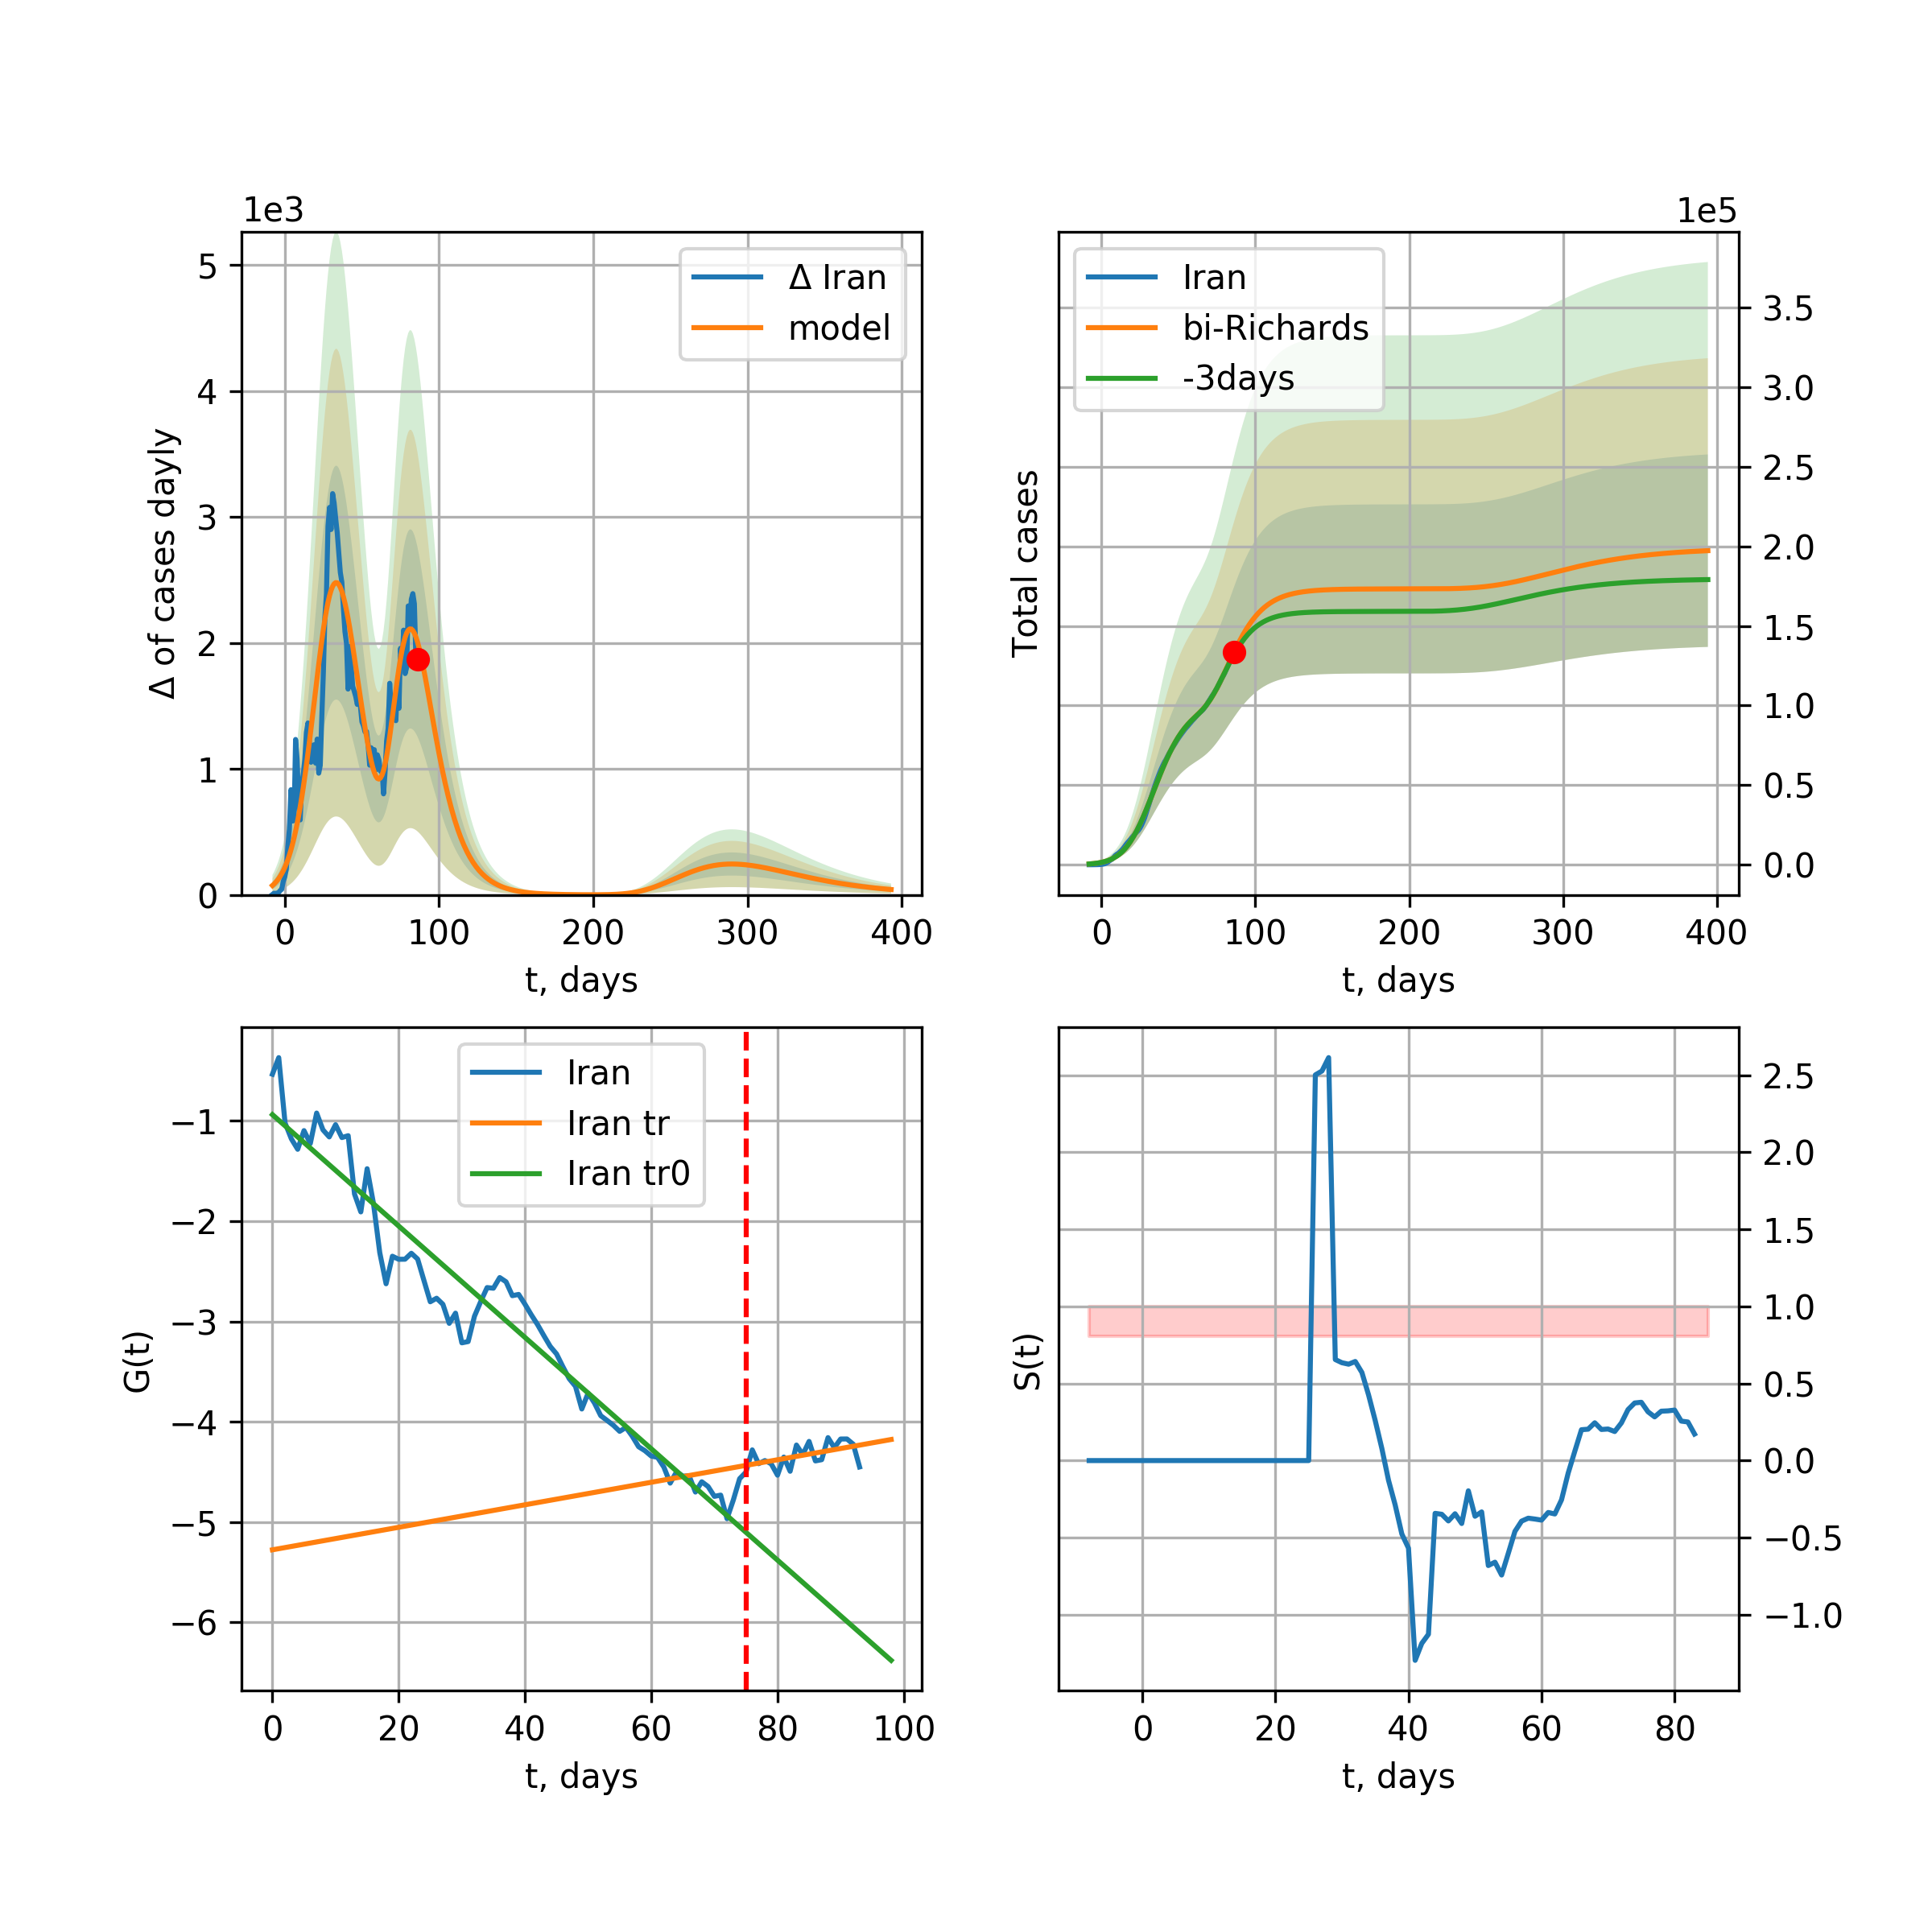 1e3
5
4
3
2
1
0
Δ of cases dayly
Δ Iran
model
0
100
200
300
400
t, days
1e5
Iran
bi-Richards
-3days
Total cases
3.5
3.0
2.5
2.0
1.5
1.0
0.5
0.0
0
100
200
300
400
t, days
−1
−2
−3
−4
−5
−6
G(t)
Iran
Iran tr
Iran tr0
0
20
40
60
80
100
t, days
S(t)
2.5
2.0
1.5
1.0
0.5
0.0
−0.5
−1.0
0
20
40
60
80
t, days